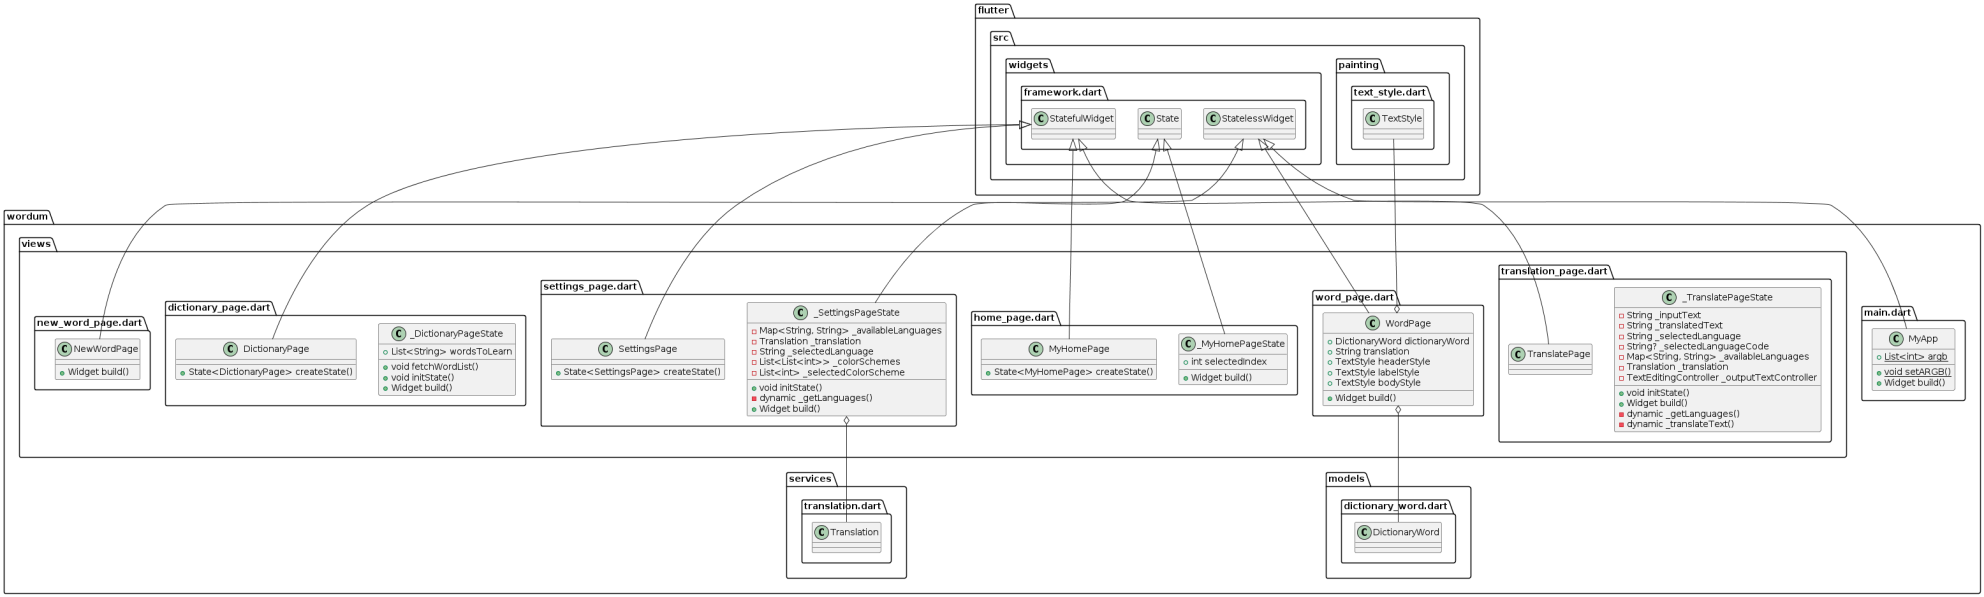 flutter
src
widgets
painting
framework.dart
text_style.dart
C StatefulWidget
C State
C StatelessWidget
C TextStyle
wordum
views
new_word_page.dart
C NewWordPage
Widget build()
dictionary_page.dart
C DictionaryPage
State<DictionaryPage> createState()
C _DictionaryPageState
List<String> wordsToLearn
void fetchWordList()
void initState()
Widget build()
settings_page.dart
C SettingsPage
State<SettingsPage> createState()
C _SettingsPageState
Map<String, String> _availableLanguages
Translation _translation
String _selectedLanguage
List<List<int>> _colorSchemes
List<int> _selectedColorScheme
void initState()
dynamic _getLanguages()
Widget build()
home_page.dart
C MyHomePage
State<MyHomePage> createState()
C _MyHomePageState
int selectedIndex
Widget build()
word_page.dart
C WordPage
DictionaryWord dictionaryWord
String translation
TextStyle headerStyle
TextStyle labelStyle
TextStyle bodyStyle
Widget build()
translation_page.dart
C TranslatePage
C _TranslatePageState
String _inputText
String _translatedText
String _selectedLanguage
String? _selectedLanguageCode
Map<String, String> _availableLanguages
Translation _translation
TextEditingController _outputTextController
void initState()
Widget build()
dynamic _getLanguages()
dynamic _translateText()
main.dart
C MyApp
List<int> argb
void setARGB()
Widget build()
services
translation.dart
C Translation
models
dictionary_word.dart
C DictionaryWord